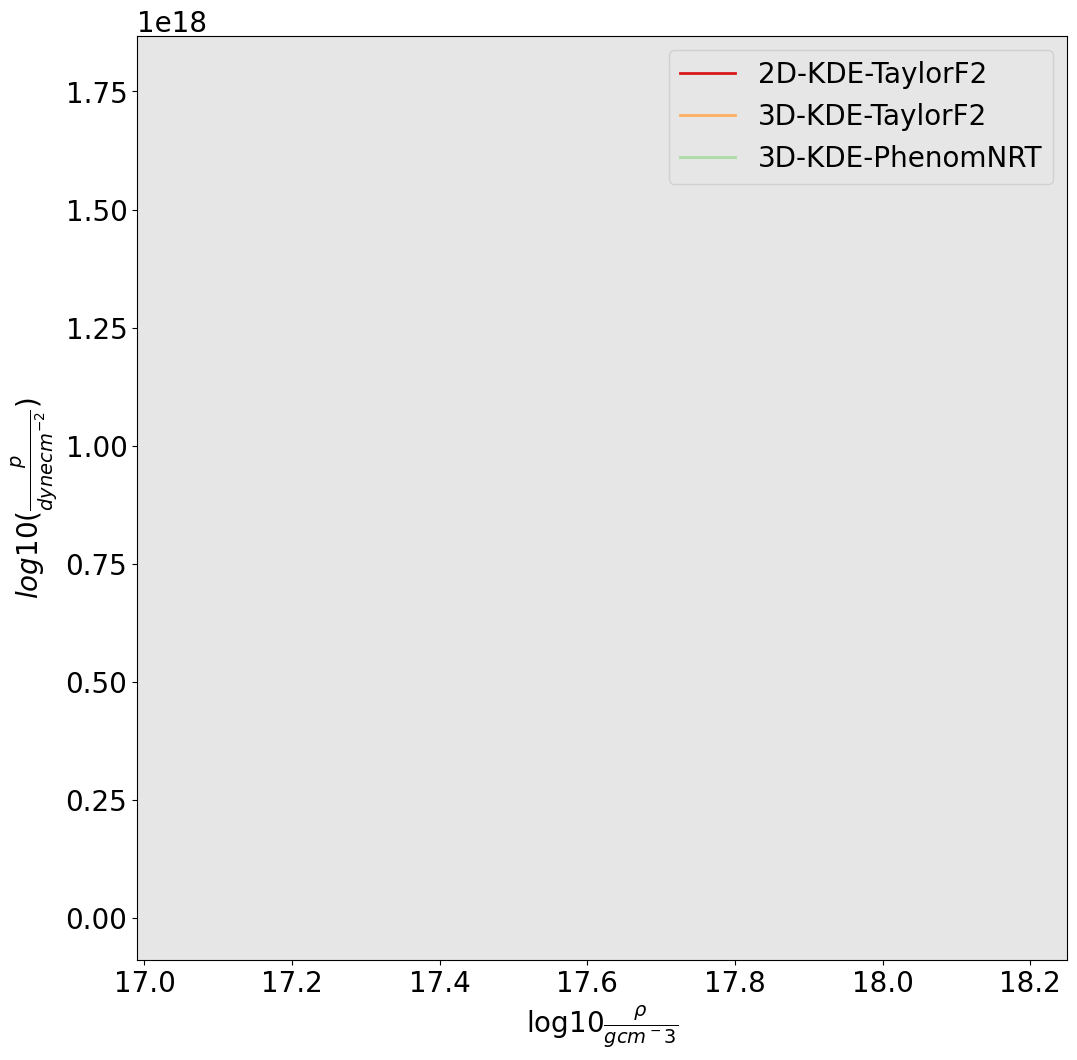 1e18
2D-KDE-TaylorF2
3D-KDE-TaylorF2
3D-KDE-PhenomNRT
1.75
1.50
1.25
1.00
0.75
0.50
0.25
0.00
log10(\frac{p}{dynecm^{-2}})
17.0 17.2 17.4 17.6 17.8 18.0 18.2
log10\frac{ρ}{gcm^-3}